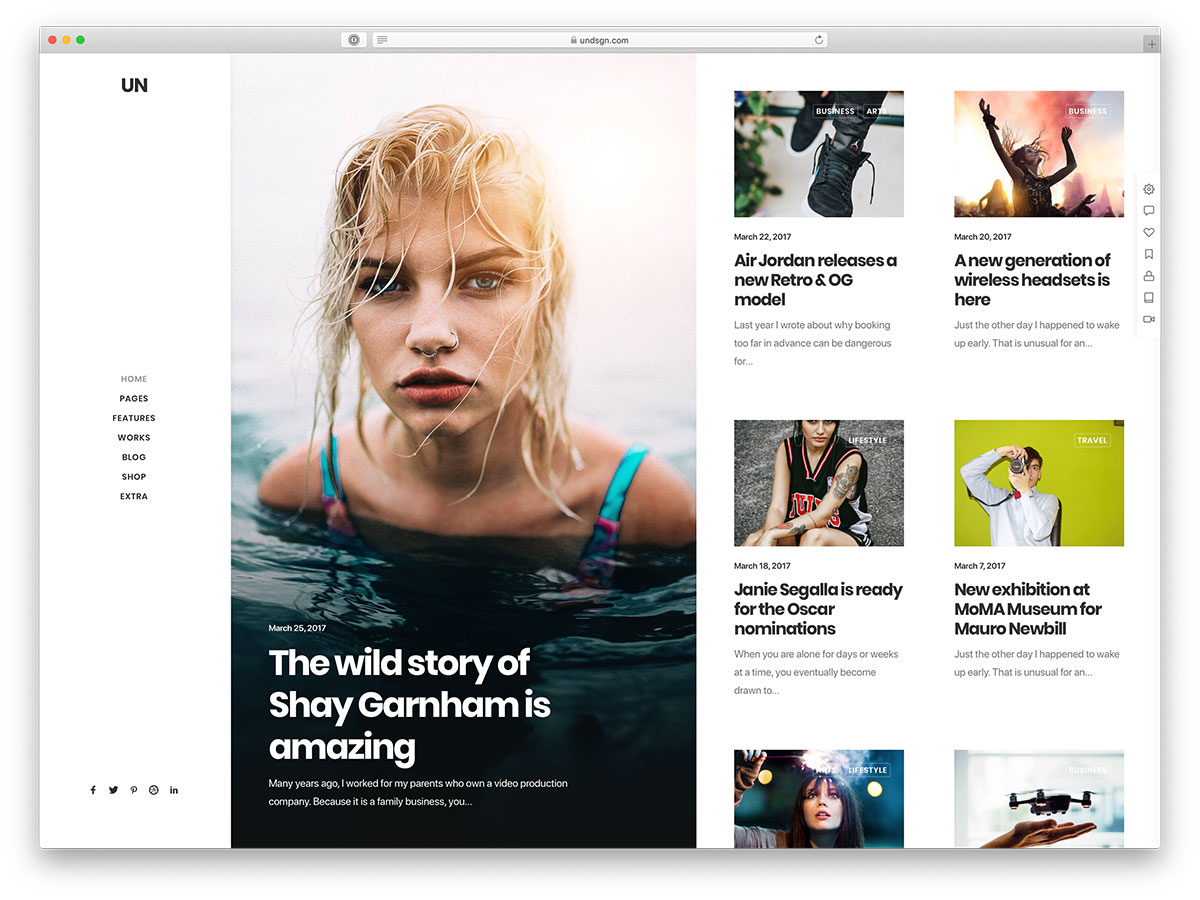 undsgn.com
UN
HOME
PAGES
FEATURES
WORKS
BLOG
SHOP
EXTRA
March 25, 2017
The wild story of
Shay Garnham is
amazing
Many years ago, I worked for my parents who own a video production
company. Because it is a family business, you...
BUSINESS ARTS
March 22, 2017
Air Jordan releases a
new Retro & OG
model
Last year I wrote about why booking
too far in advance can be dangerous
for...
BUSINESS
March 20, 2017
A new generation of
wireless headsets is
here
Just the other day I happened to wake
up early. That is unusual for an...
LIFESTYLE
March 18, 2017
Janie Segalla is ready
for the Oscar
nominations
When you are alone for days or weeks
at a time, you eventually become
drawn to...
TRAVEL
March 7, 2017
New exhibition at
MoMA Museum for
Mauro Newbill
Just the other day I happened to wake
up early. That is unusual for an...
ARTS LIFESTYLE
BUSINESS